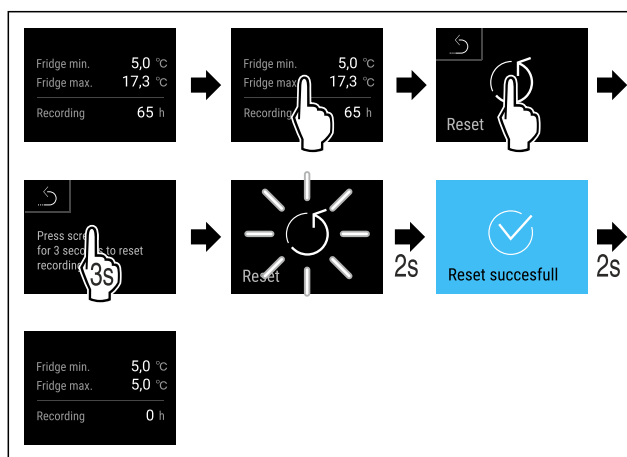 Fridge min. 5,0 °C
Fridge max. 17,3 °C
Recording 65 h
Fridge min. 5,0 °C
Fridge max 17,3 °C
Recording 65 h
Reset
Press scre
for 3 seconds to reset
recording
3s
Reset
2s
Reset succesfull
2s
Fridge min. 5,0 °C
Fridge max. 5,0 °C
Recording 0 h